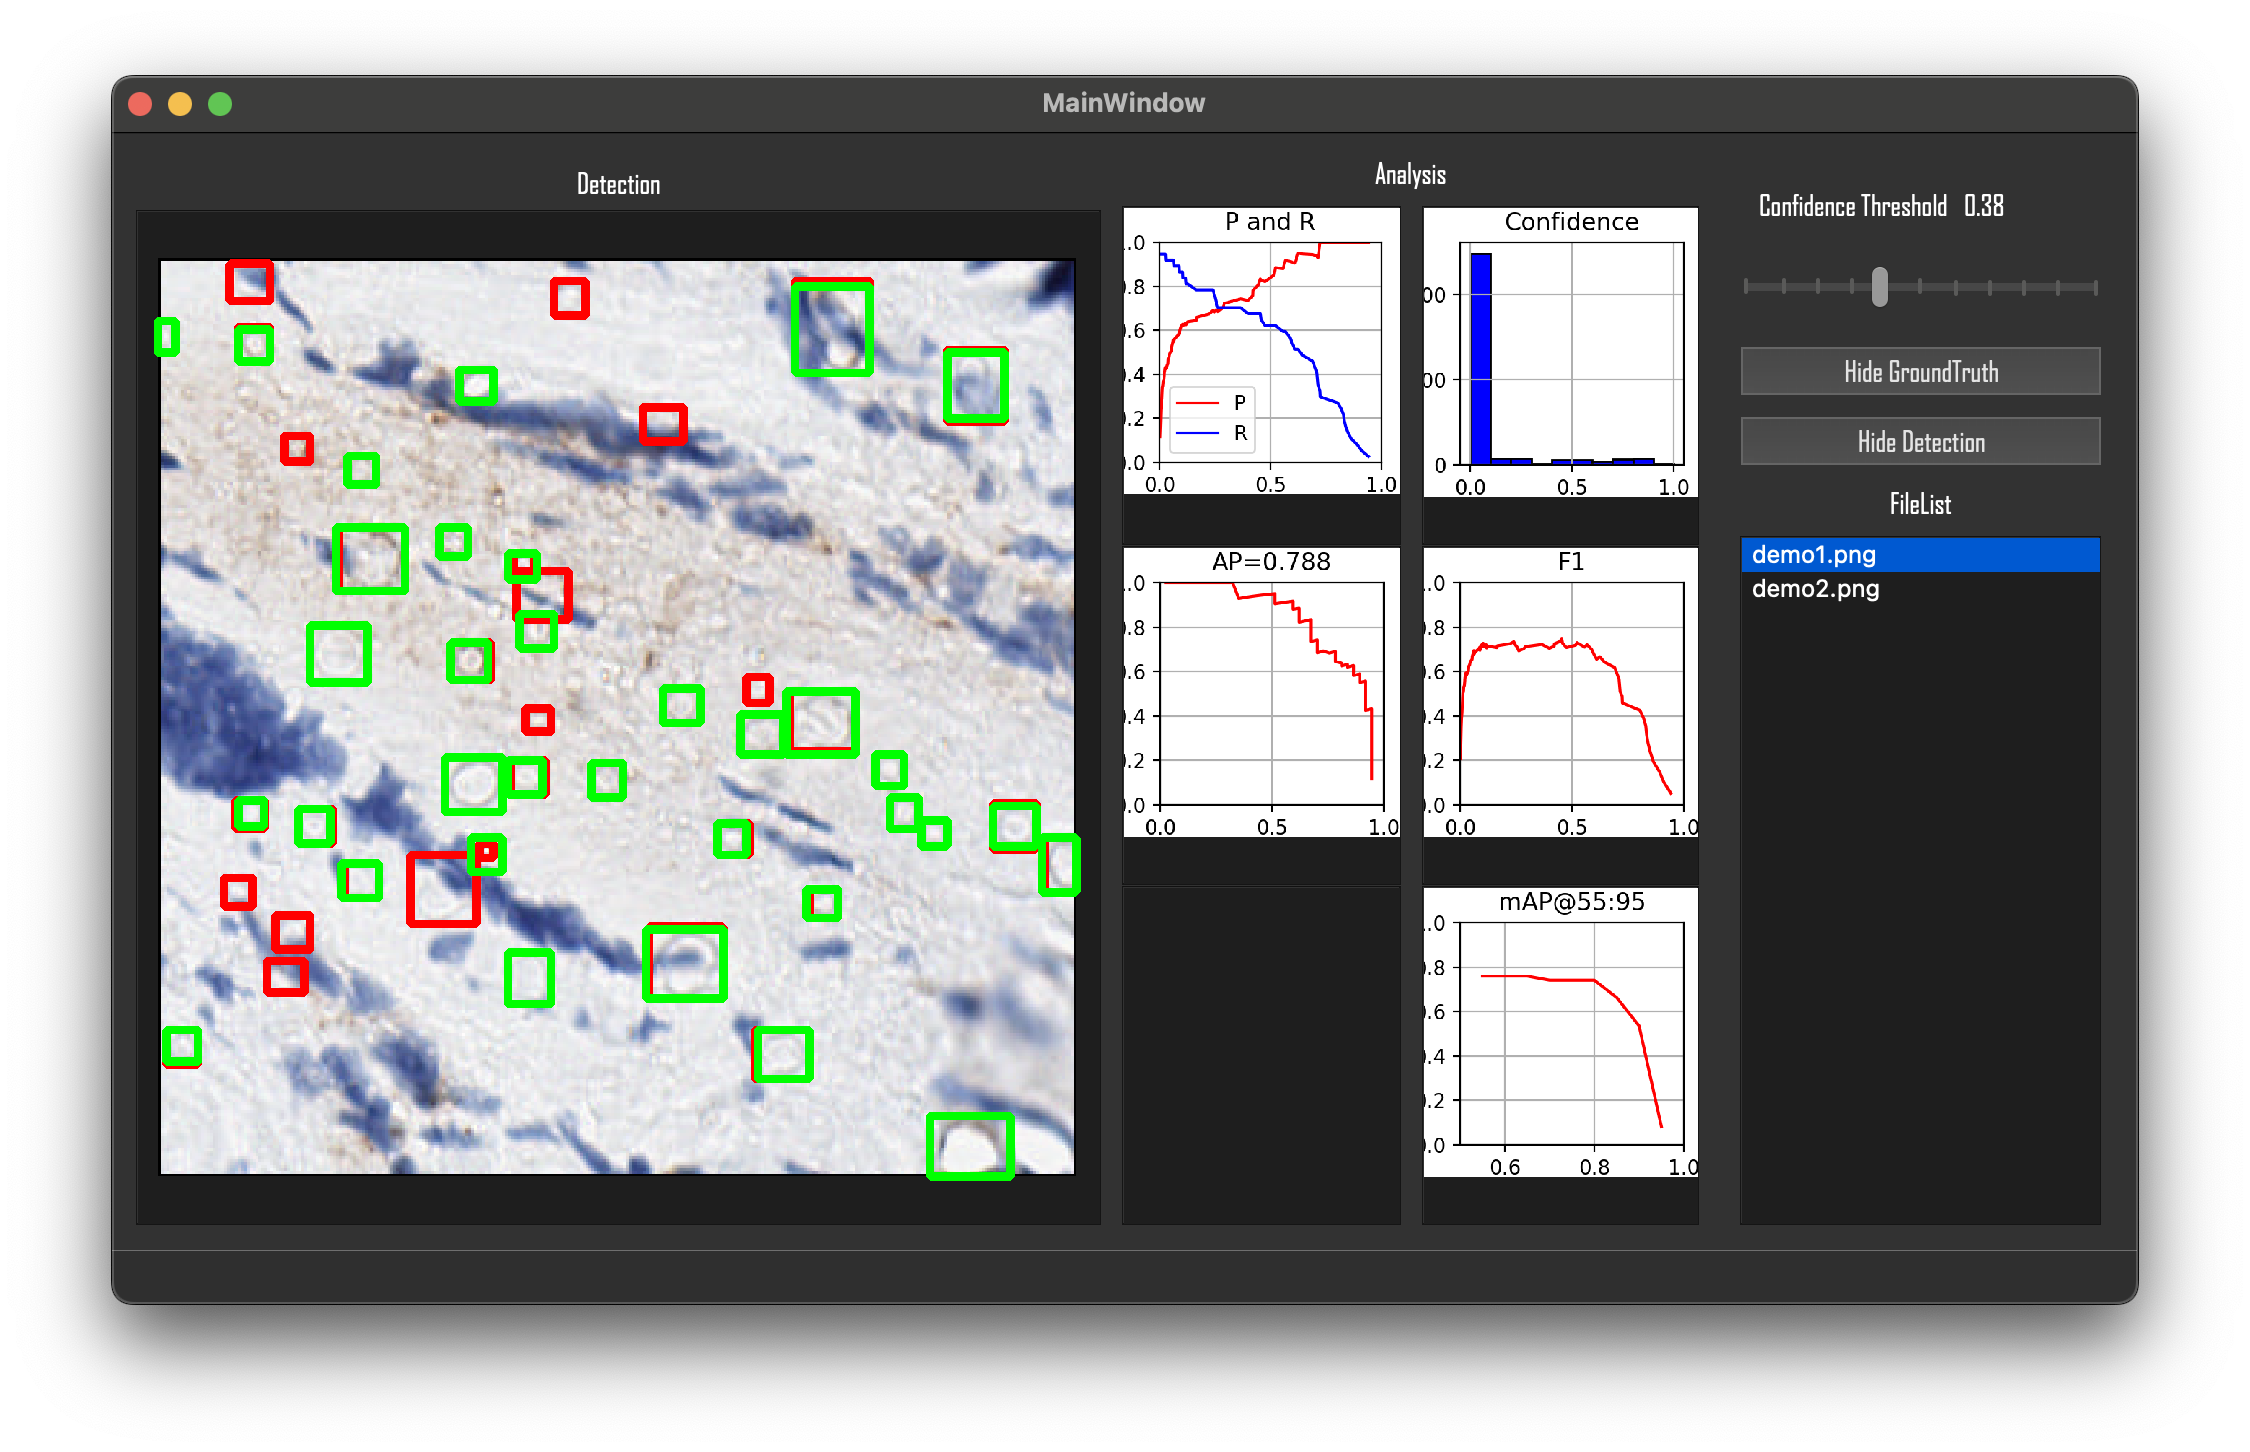 MainWindow
Detection
Analysis
Confidence Threshold 0.38
P and R
.0
.8
.6
.4
.2
.0
P
R
0.0 0.5 1.0
Confidence
00
00
0
0.0 0.5 1.0
Hide GroundTruth
Hide Detection
FileList
demo1.png
demo2.png
AP=0.788
.0
.8
.6
.4
.2
.0
0.0 0.5 1.0
F1
.0
.8
.6
.4
.2
.0
0.0 0.5 1.0
mAP@55:95
.0
.8
.6
.4
.2
.0
0.6 0.8 1.0